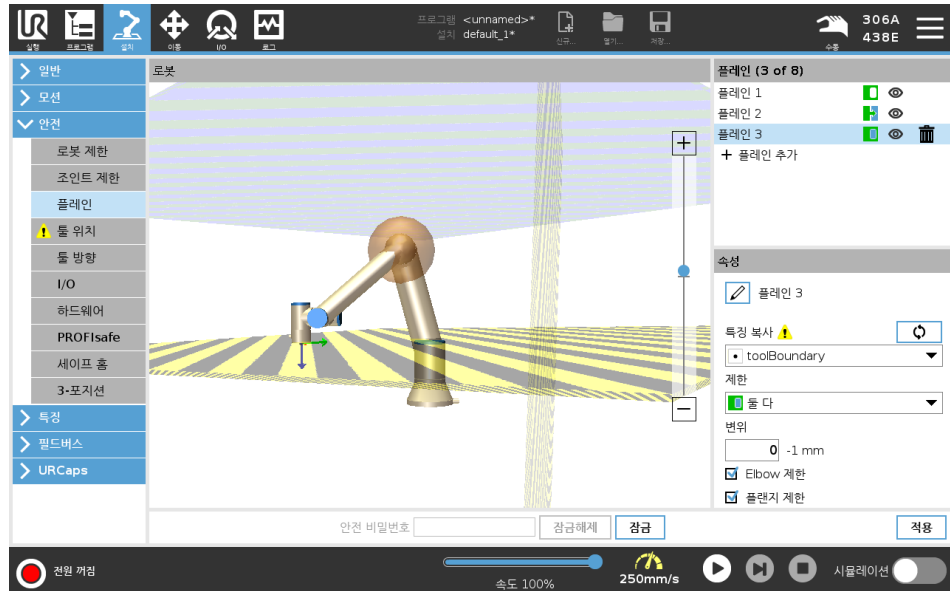 실행 프로그램 설치 이동 I/O 로그
프로그램 <unnamed>*
설치 default_1*
신규... 열기... 저장...
수동
306A
438E
일반
모션
안전
로봇 제한
조인트 제한
플레인
툴 위치
툴 방향
I/O
하드웨어
PROFIsafe
세이프 홈
3-포지션
특징
필드버스
URCaps
로봇
플레인 (3 of 8)
플레인 1
플레인 2
플레인 3
+ 플레인 추가
속성
플레인 3
특징 복사
toolBoundary
제한
둘 다
변위
0 -1 mm
Elbow 제한
플랜지 제한
안전 비밀번호 잠금해제 잠금 적용
전원 꺼짐
속도 100%
250mm/s
시뮬레이션